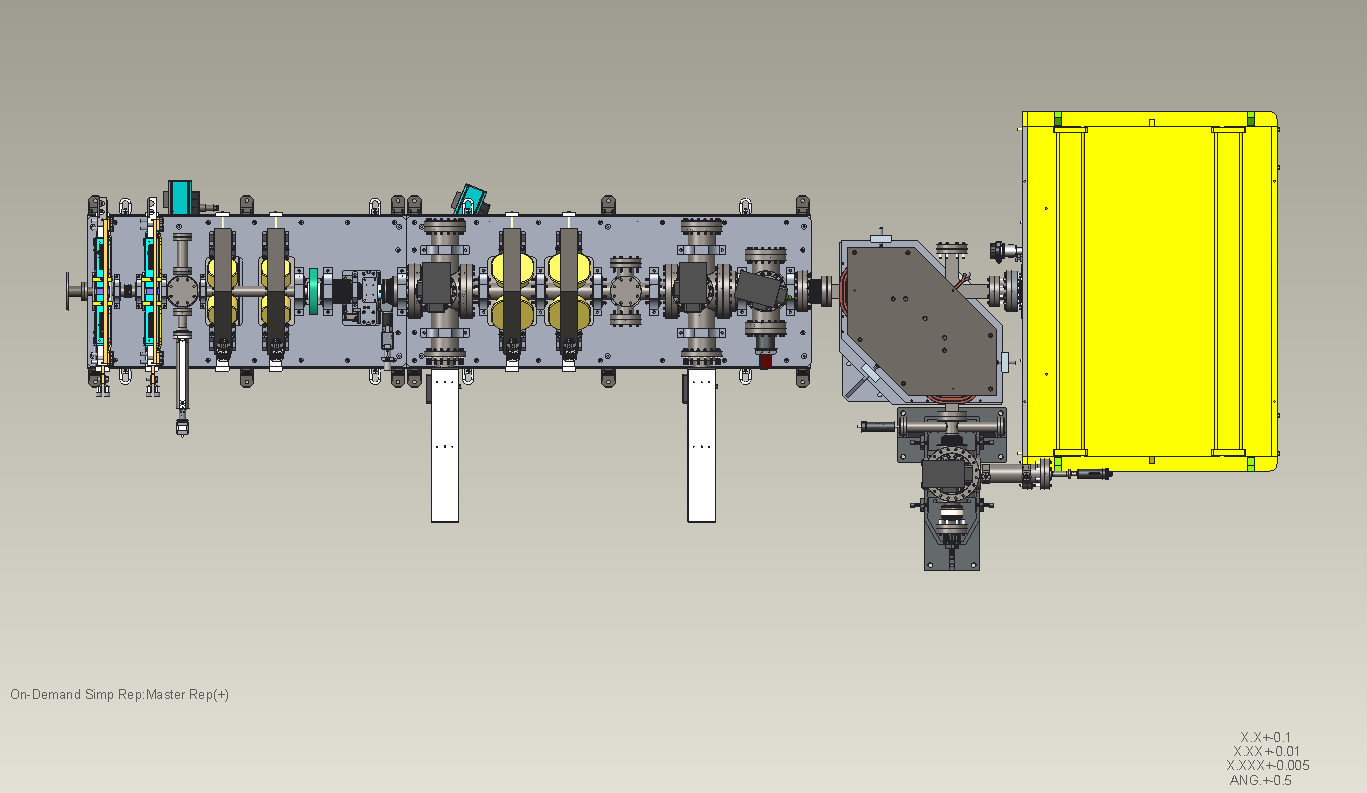 On-Demand Simp Rep:Master Rep(+)
X.X+-0.1
X.XX+-0.01
X.XXX+-0.005
ANG.+-0.5